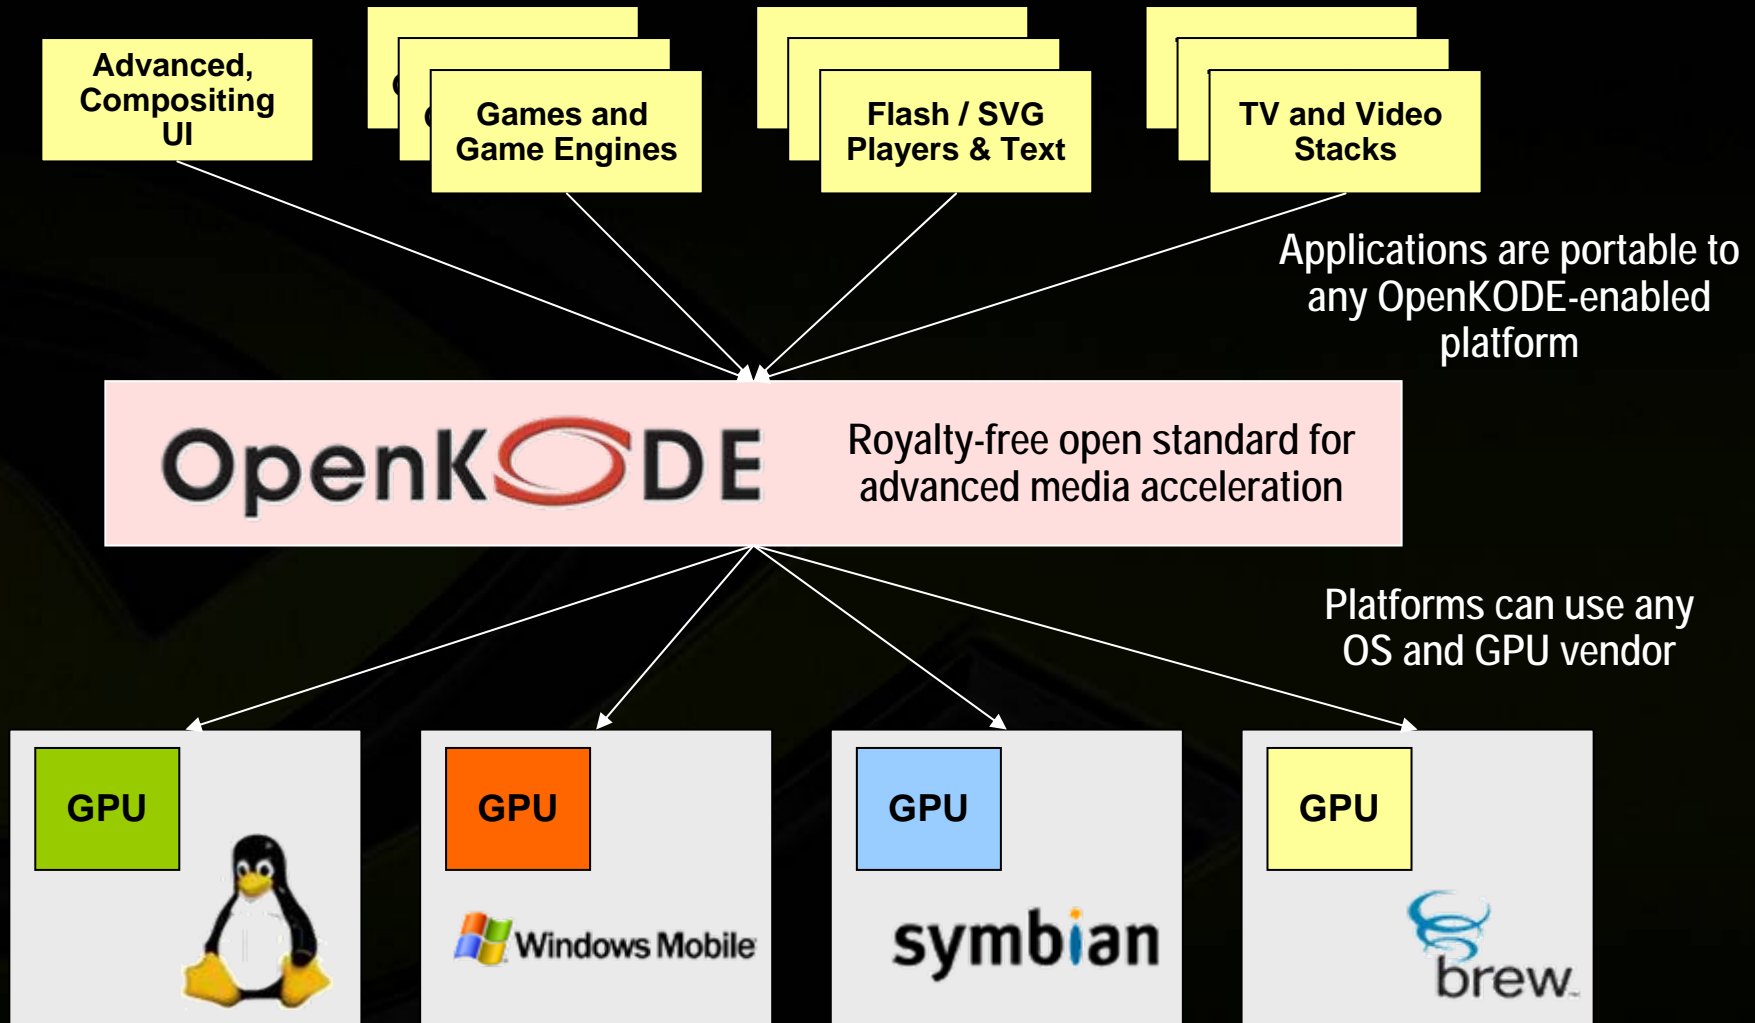 Advanced,
Compositing
UI
Games and
Game Engines
Flash / SVG
Players & Text
TV and Video
Stacks
Applications are portable to
any OpenKODE-enabled
platform
OpenKODE
Royalty-free open standard for
advanced media acceleration
Platforms can use any
OS and GPU vendor
GPU
GPU
GPU
GPU
Windows Mobile
symbian
brew